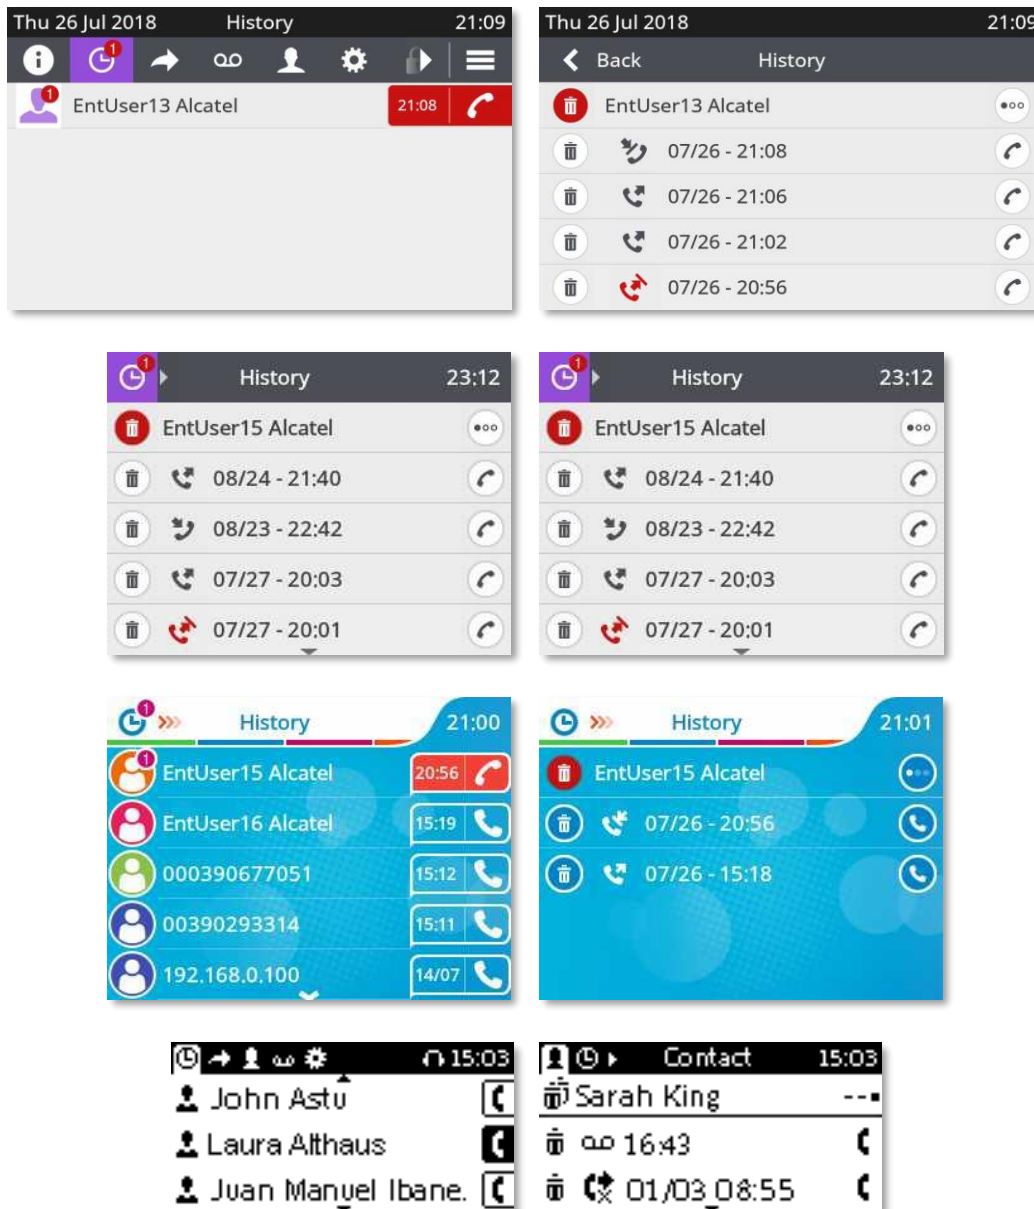 Thu 26 Jul 2018 History 21:09
1
1
EntUser13 Alcatel 21:08
Thu 26 Jul 2018 21:09
Back History
EntUser13 Alcatel
07/26 - 21:08
07/26 - 21:06
07/26 - 21:02
07/26 - 20:56
1 History 23:12
EntUser15 Alcatel
08/24 - 21:40
08/23 - 22:42
07/27 - 20:03
07/27 - 20:01
1 History 23:12
EntUser15 Alcatel
08/24 - 21:40
08/23 - 22:42
07/27 - 20:03
07/27 - 20:01
1 History 21:00
1
EntUser15 Alcatel 20:56
EntUser16 Alcatel 15:19
000390677051 15:12
00390293314 15:11
192.168.0.100 14/07
History 21:01
EntUser15 Alcatel
07/26 - 20:56
07/26 - 15:18
15:03
John Astu
Laura Althaus
Juan Manuel Ibane.
Contact 15:03
Sarah King
16:43
01/03 08:55